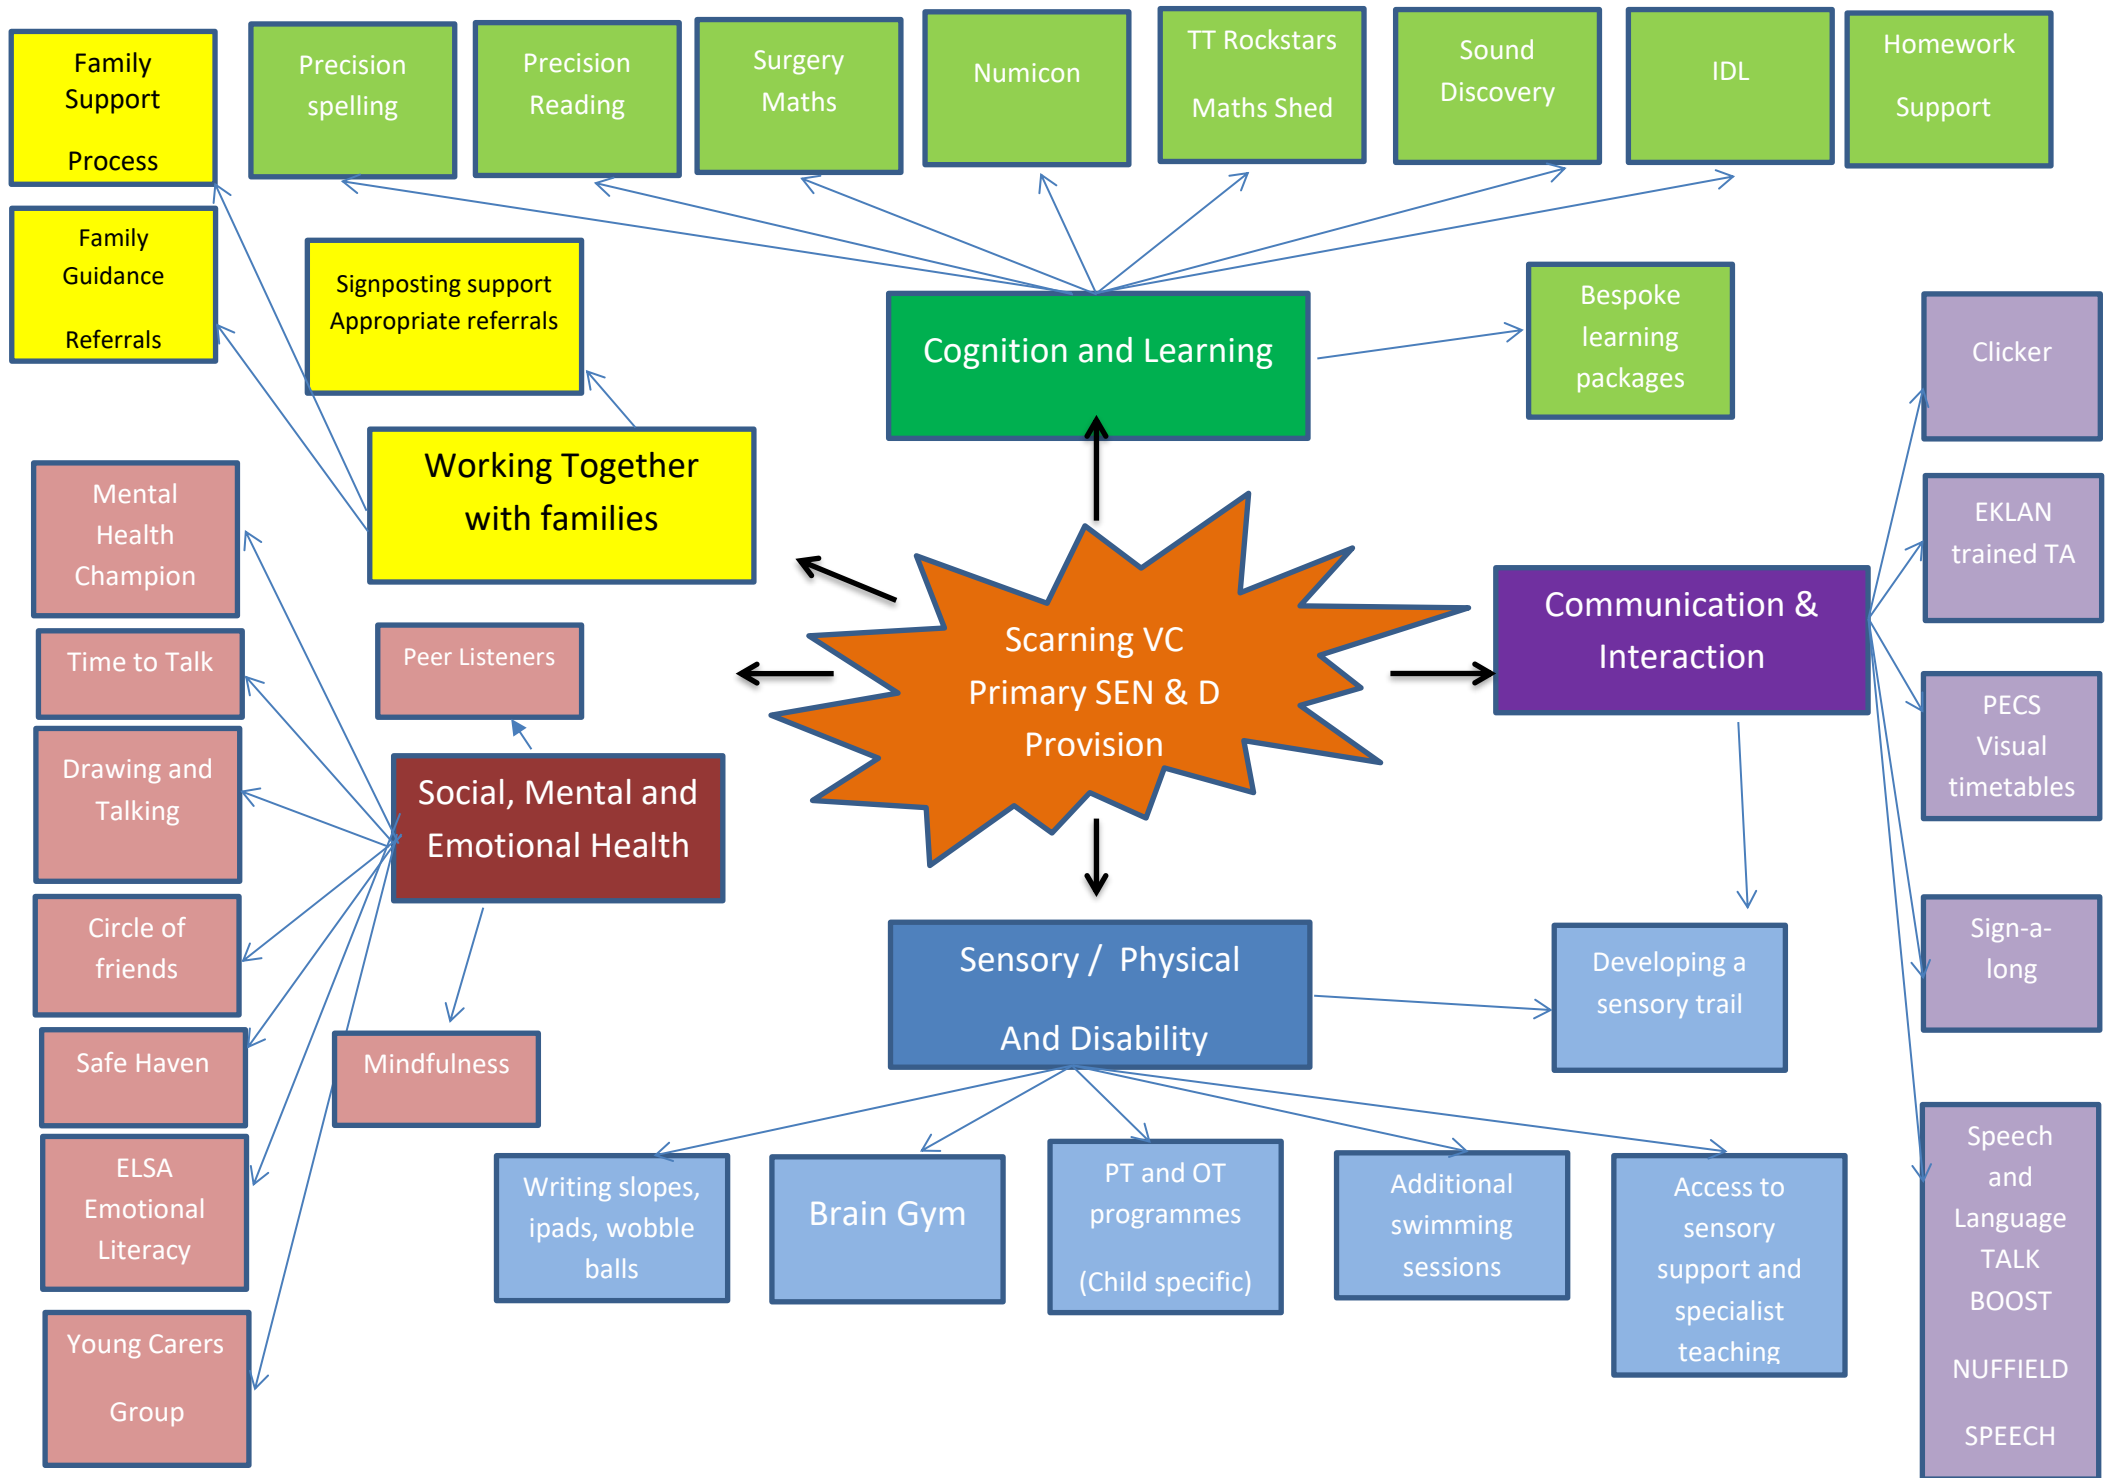 Family
Support
Process
Precision
spelling
Precision
Reading
Surgery
Maths
Numicon
TT Rockstars
Maths Shed
Sound
Discovery
IDL
Homework
Support
Family
Guidance
Referrals
Signposting support
Appropriate referrals
Cognition and Learning
Bespoke
learning
packages
Clicker
Working Together
with families
Mental
Health
Champion
EKLAN
trained TA
Communication &
Interaction
Scarning VC
Primary SEN & D
Provision
Time to Talk
Peer Listeners
PECS
Visual
timetables
Drawing and
Talking
Social, Mental and
Emotional Health
Circle of
friends
Sensory / Physical
And Disability
Developing a
sensory trail
Sign-a-
long
Safe Haven
Mindfulness
ELSA
Emotional
Literacy
Writing slopes,
ipads, wobble
balls
Brain Gym
PT and OT
programmes
(Child specific)
Additional
swimming
sessions
Access to
sensory
support and
specialist
teaching
Speech
and
Language
TALK
BOOST
NUFFIELD
SPEECH
Young Carers
Group